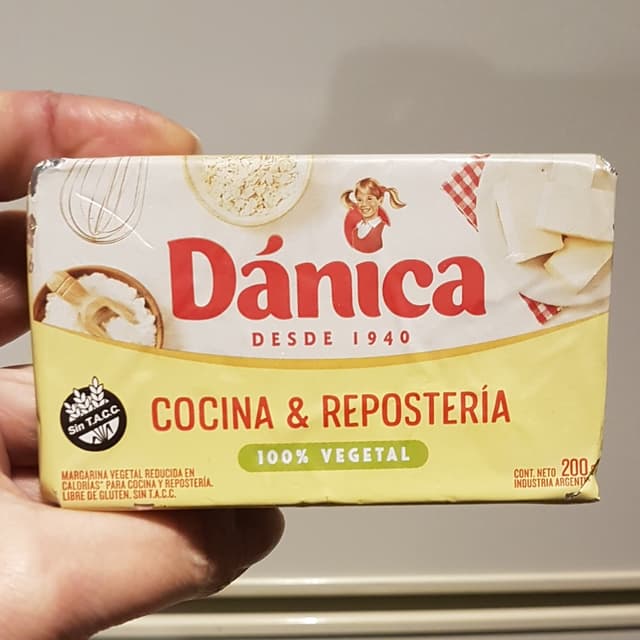 Dánica
DESDE 1940
Sin T.A.C.C.
COCINA & REPOSTERÍA
100% VEGETAL
MARGARINA VEGETAL REDUCIDA EN
CALORÍAS* PARA COCINA Y REPOSTERÍA.
LIBRE DE GLUTEN. SIN T.A.C.C.
CONT. NETO 200
INDUSTRIA